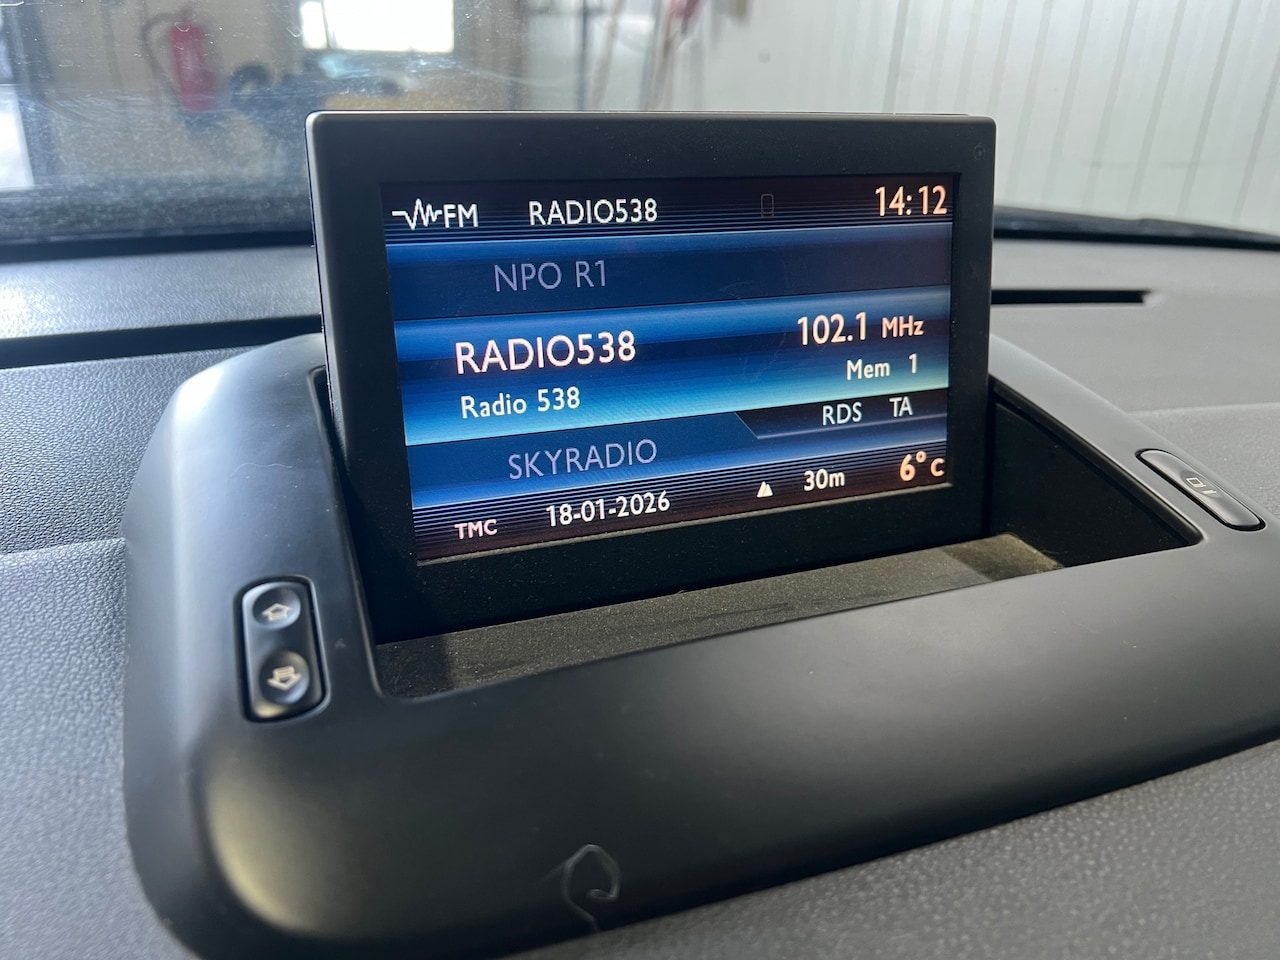 FM RADIO538 14:12
NPO R1
RADIO538 102.1 MHz
Radio 538 Mem 1
RDS TA
SKYRADIO
TMC 18-01-2026 30m 6°C